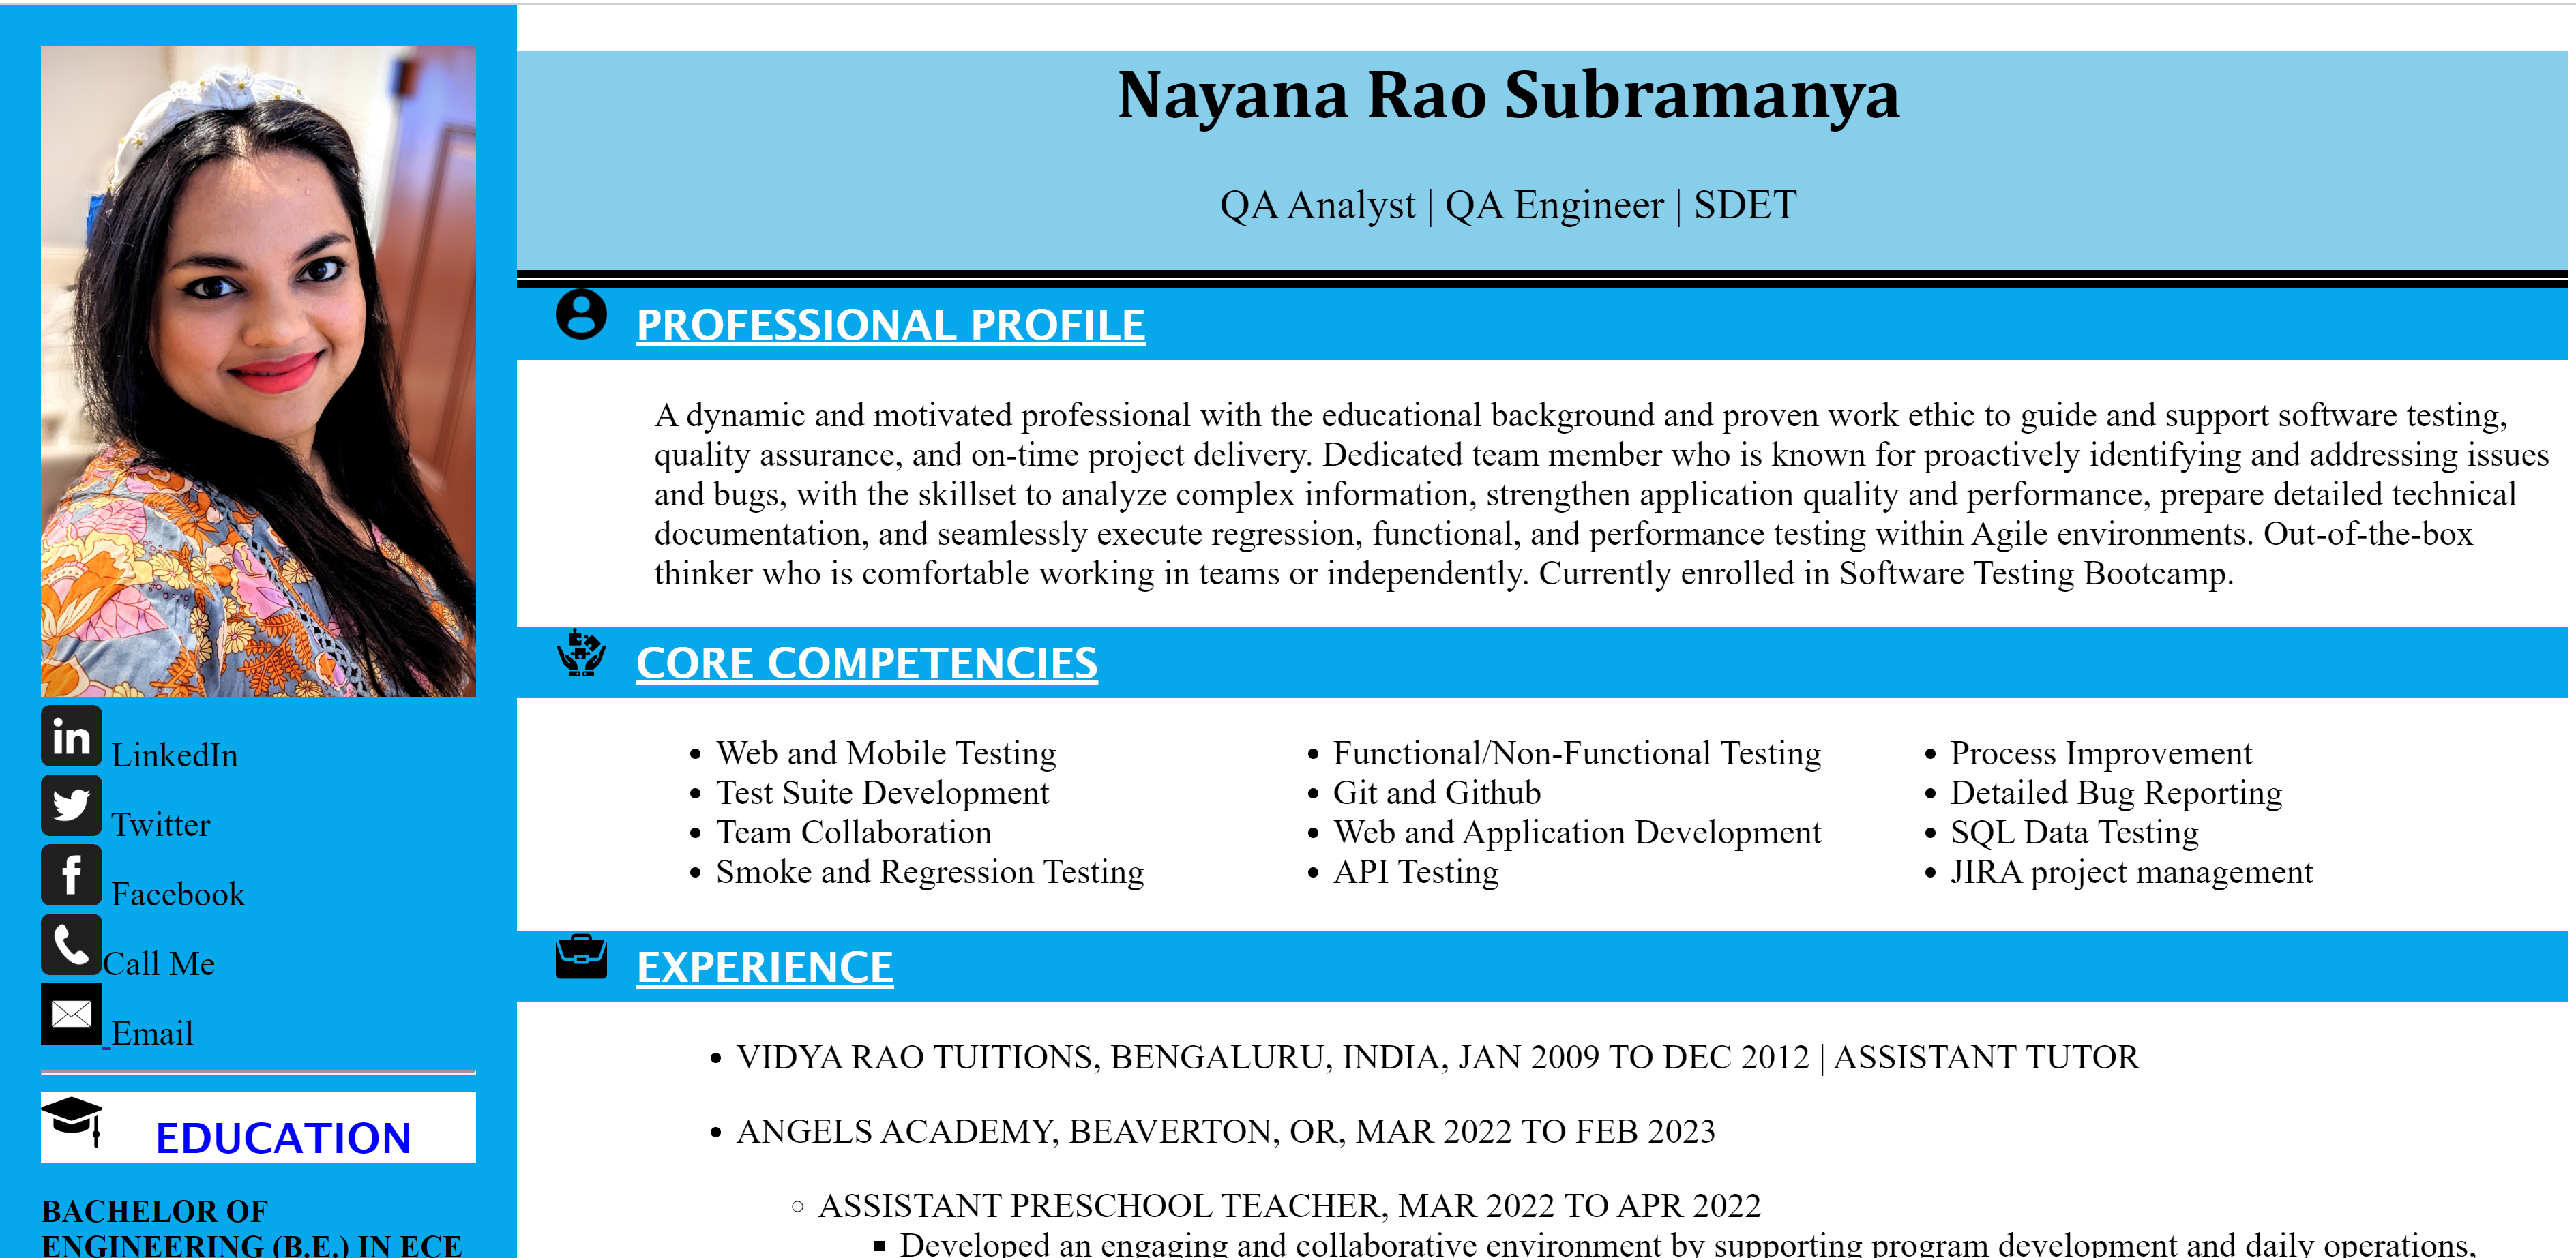 Nayana Rao Subramanya
QA Analyst | QA Engineer | SDET
PROFESSIONAL PROFILE
A dynamic and motivated professional with the educational background and proven work ethic to guide and support software testing,
quality assurance, and on-time project delivery. Dedicated team member who is known for proactively identifying and addressing issues
and bugs, with the skillset to analyze complex information, strengthen application quality and performance, prepare detailed technical
documentation, and seamlessly execute regression, functional, and performance testing within Agile environments. Out-of-the-box
thinker who is comfortable working in teams or independently. Currently enrolled in Software Testing Bootcamp.
CORE COMPETENCIES
• Web and Mobile Testing
• Test Suite Development
• Team Collaboration
• Smoke and Regression Testing
• Functional/Non-Functional Testing
• Git and Github
• Web and Application Development
• API Testing
• Process Improvement
• Detailed Bug Reporting
• SQL Data Testing
• JIRA project management
EXPERIENCE
• VIDYA RAO TUITIONS, BENGALURU, INDIA, JAN 2009 TO DEC 2012 | ASSISTANT TUTOR
• ANGELS ACADEMY, BEAVERTON, OR, MAR 2022 TO FEB 2023
○ ASSISTANT PRESCHOOL TEACHER, MAR 2022 TO APR 2022
■ Developed an engaging and collaborative environment by supporting program development and daily operations,
in LinkedIn
Twitter
f Facebook
Call Me
Email
EDUCATION
BACHELOR OF
ENGINEERING (B.E.) IN ECE